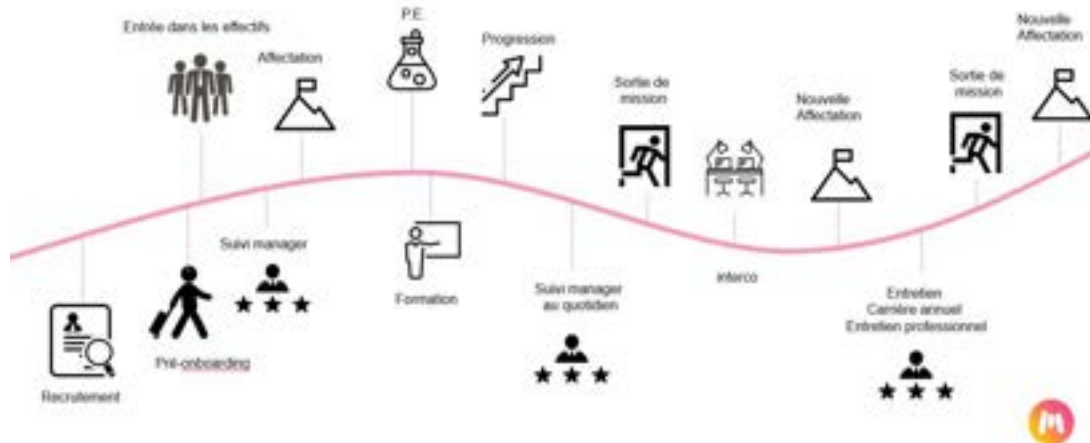 Entrée dans les effectifs
Affectation
P.E
Progression
Sortie de
mission
Nouvelle
Affectation
Sortie de
mission
Nouvelle
Affectation
Recrutement
Pré-onboarding
Suivi manager
Formation
Suivi manager
au quotidien
interco
Entretien
Carrière annuel
Entretien professionnel
M